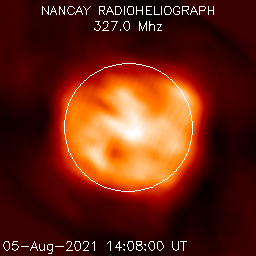 NANCAY RADIOHELIOGRAPH
327.0 Mhz
05-Aug-2021 14:08:00 UT